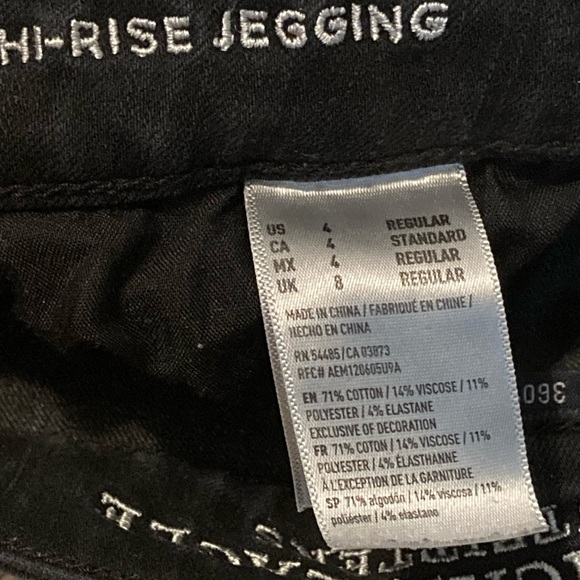 HI-RISE JEGGING
US 4 REGULAR
CA 4 STANDARD
MX 4 REGULAR
UK 8 REGULAR
MADE IN CHINA / FABRIQUÉ EN CHINE /
HECHO EN CHINA
RN 54485 / CA 03873
RFC# AEM120605U9A
EN 71% COTTON / 14% VISCOSE / 11%
POLYESTER / 4% ELASTANE
EXCLUSIVE OF DECORATION
FR 71% COTON / 14% VISCOSE / 11%
POLYESTER / 4% ÉLASTHANNE
À L'EXCEPTION DE LA GARNITURE
SP 71% algodón / 14% viscosa / 11%
poliéster / 4% elastano
360